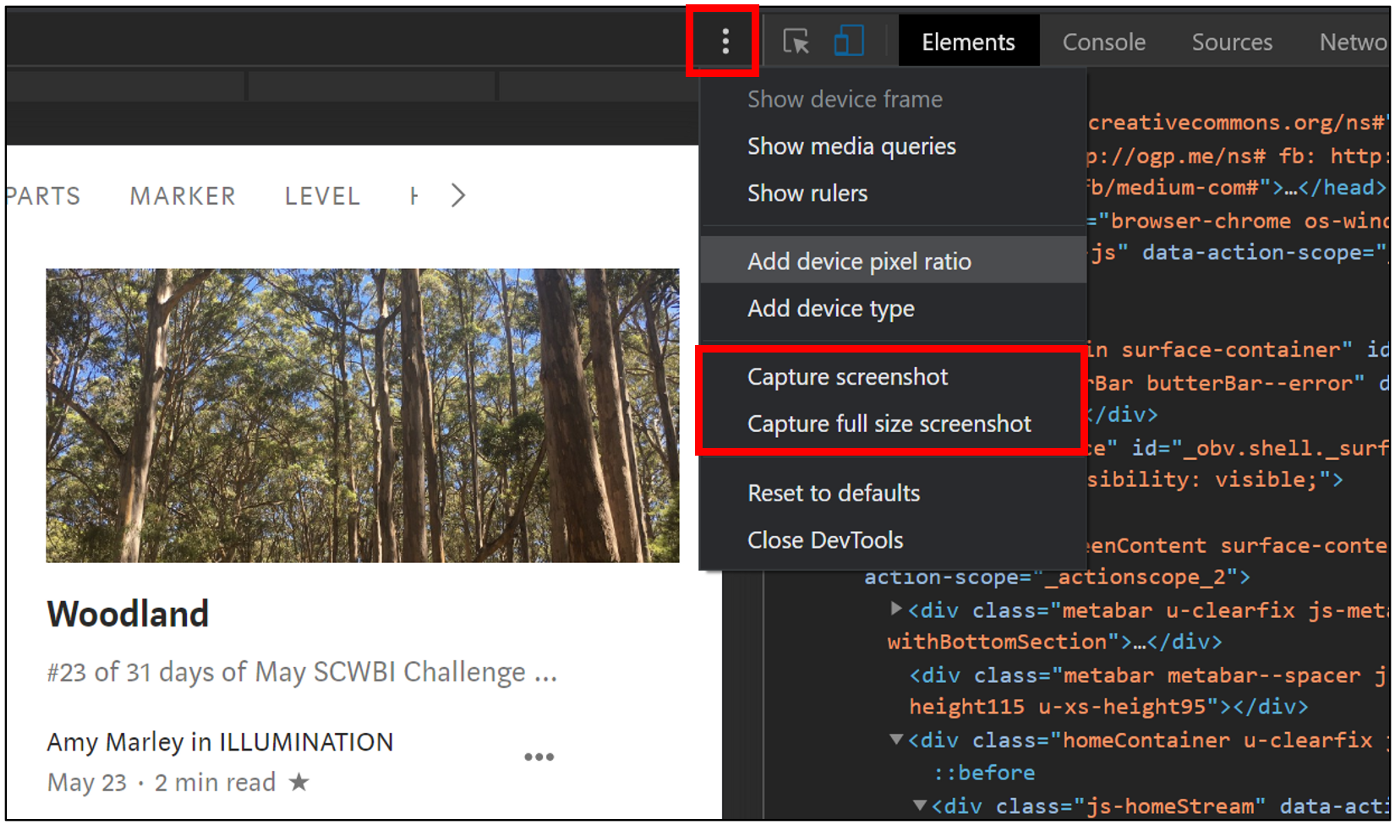 Elements Console Sources Netwo
Show device frame
Show media queries
Show rulers
Add device pixel ratio
Add device type
Capture screenshot
Capture full size screenshot
Reset to defaults
Close DevTools
PARTS MARKER LEVEL
Woodland
#23 of 31 days of May SCWBI Challenge ...
Amy Marley in ILLUMINATION
•••
May 23 · 2 min read ★
creativecommons.org/ns#"
p://ogp.me/ns# fb: http:
fb/medium-com#">…</head>
="browser-chrome os-wind
-js" data-action-scope="_
in surface-container" id
rBar butterBar--error" d
</div>
ce" id="_obv.shell._surf
sibility: visible;">
eenContent surface-conte
action-scope="_actionscope_2">
▶<div class="metabar u-clearfix js-meta
withBottomSection">…</div>
<div class="metabar metabar--spacer j
height115 u-xs-height95"></div>
▼<div class="homeContainer u-clearfix j
::before
▼<div class="js-homeStream" data-acti